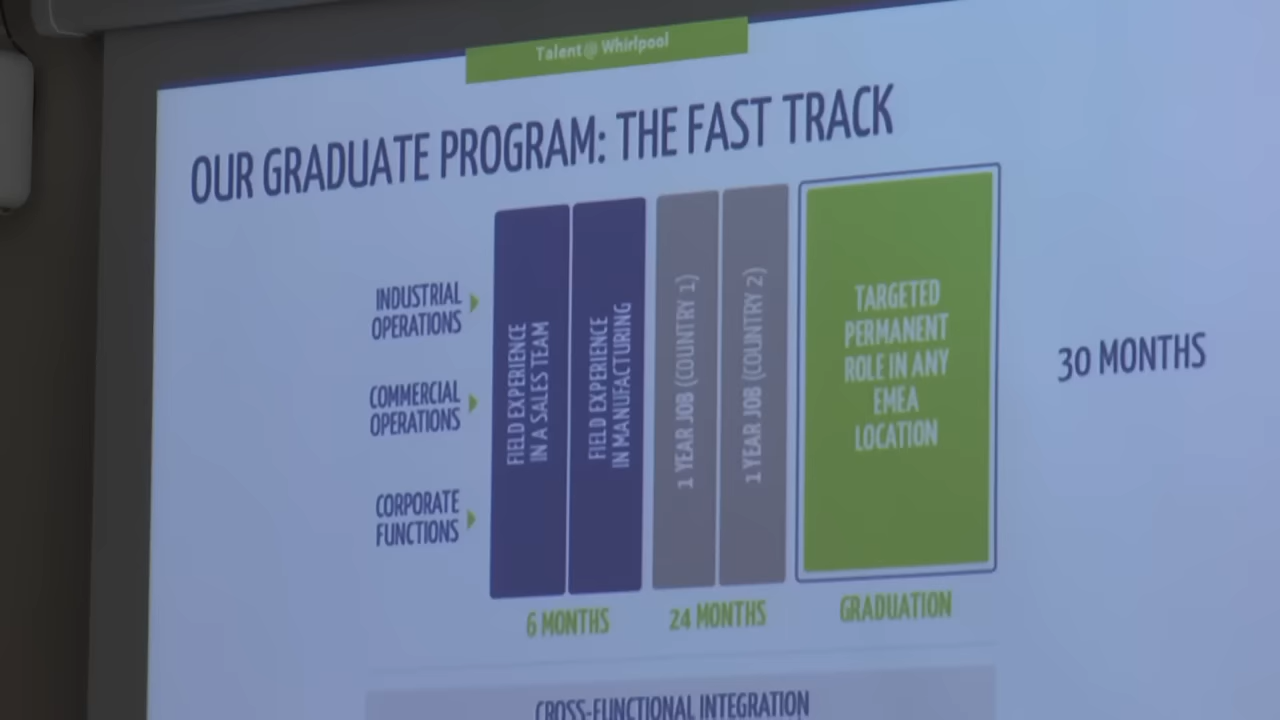 Talent@ Whirlpool
OUR GRADUATE PROGRAM: THE FAST TRACK
INDUSTRIAL
OPERATIONS
COMMERCIAL
OPERATIONS
CORPORATE
FUNCTIONS
FIELD EXPERIENCE
IN A SALES TEAM
FIELD EXPERIENCE
IN MANUFACTURING
1 YEAR JOB (COUNTRY 1)
1 YEAR JOB (COUNTRY 2)
TARGETED
PERMANENT
ROLE IN ANY
EMEA
LOCATION
30 MONTHS
6 MONTHS
24 MONTHS
GRADUATION
CROSS-FUNCTIONAL INTEGRATION